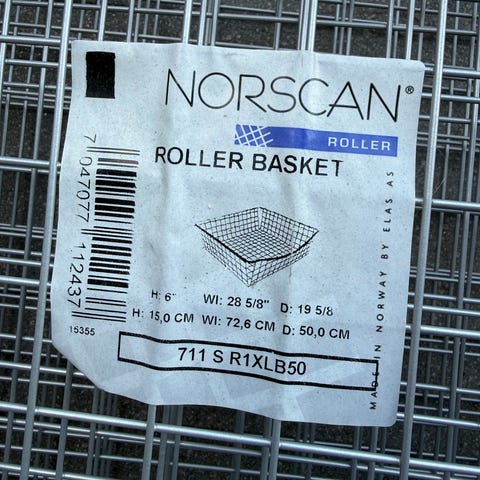 NORSCAN®
ROLLER
ROLLER BASKET
7 047077 112437
15355
H: 6" WI: 28 5/8" D: 19 5/8
H: 15,0 CM WI: 72,6 CM D: 50,0 CM
711 S R1XLB50
MADE IN NORWAY BY ELAS AS